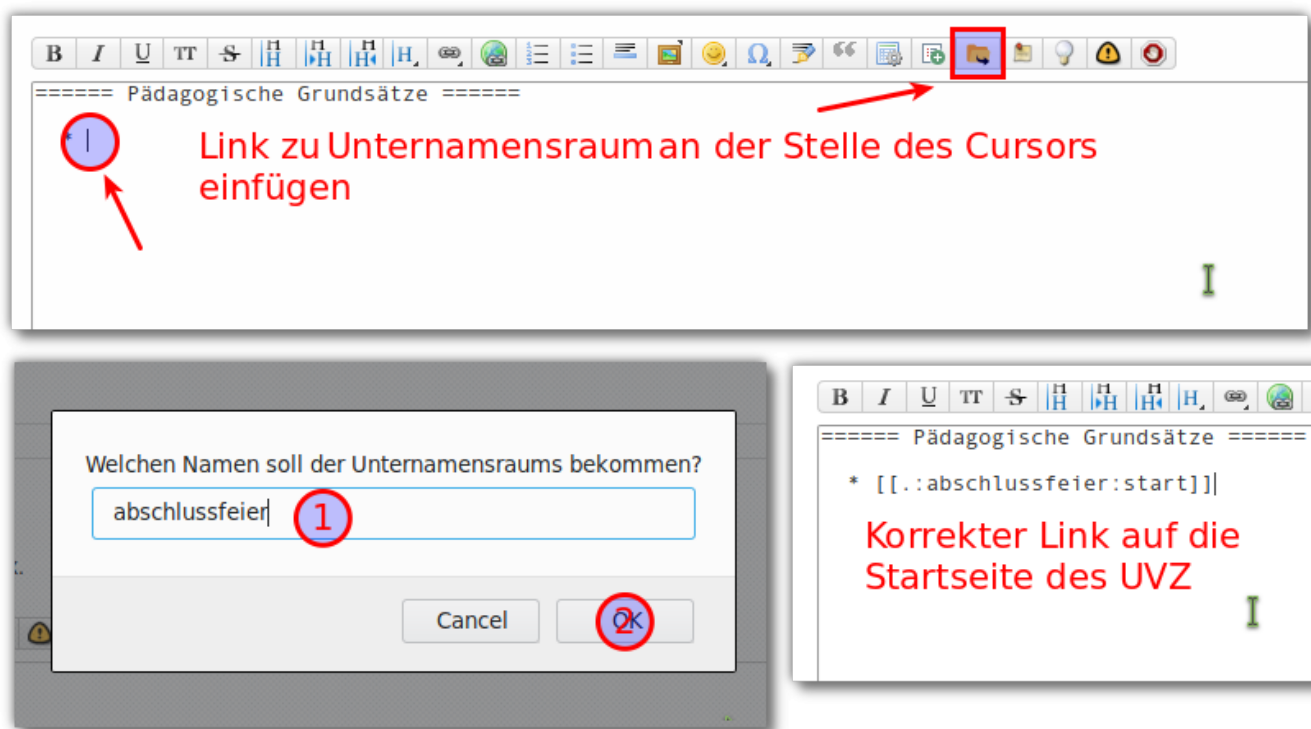 B I U TT S H H H H
====== Pädagogische Grundsätze ======
*
Link zu Unternamensraum an der Stelle des Cursors
einfügen
Welchen Namen soll der Unternamensraums bekommen?
abschlussfeier 1
Cancel OK 2
B I U TT S H H H H
====== Pädagogische Grundsätze ======
* [[.:abschlussfeier:start]]
Korrekter Link auf die
Startseite des UVZ